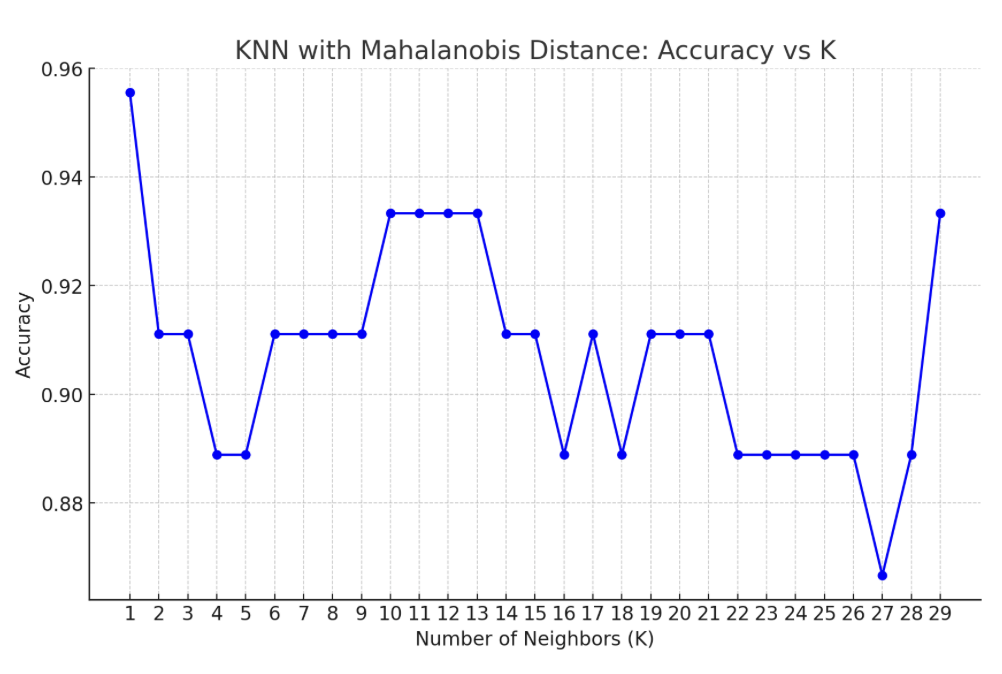 KNN with Mahalanobis Distance: Accuracy vs K
0.96
0.94
0.92
0.90
0.88
Accuracy
1 2 3 4 5 6 7 8 9 10 11 12 13 14 15 16 17 18 19 20 21 22 23 24 25 26 27 28 29
Number of Neighbors (K)